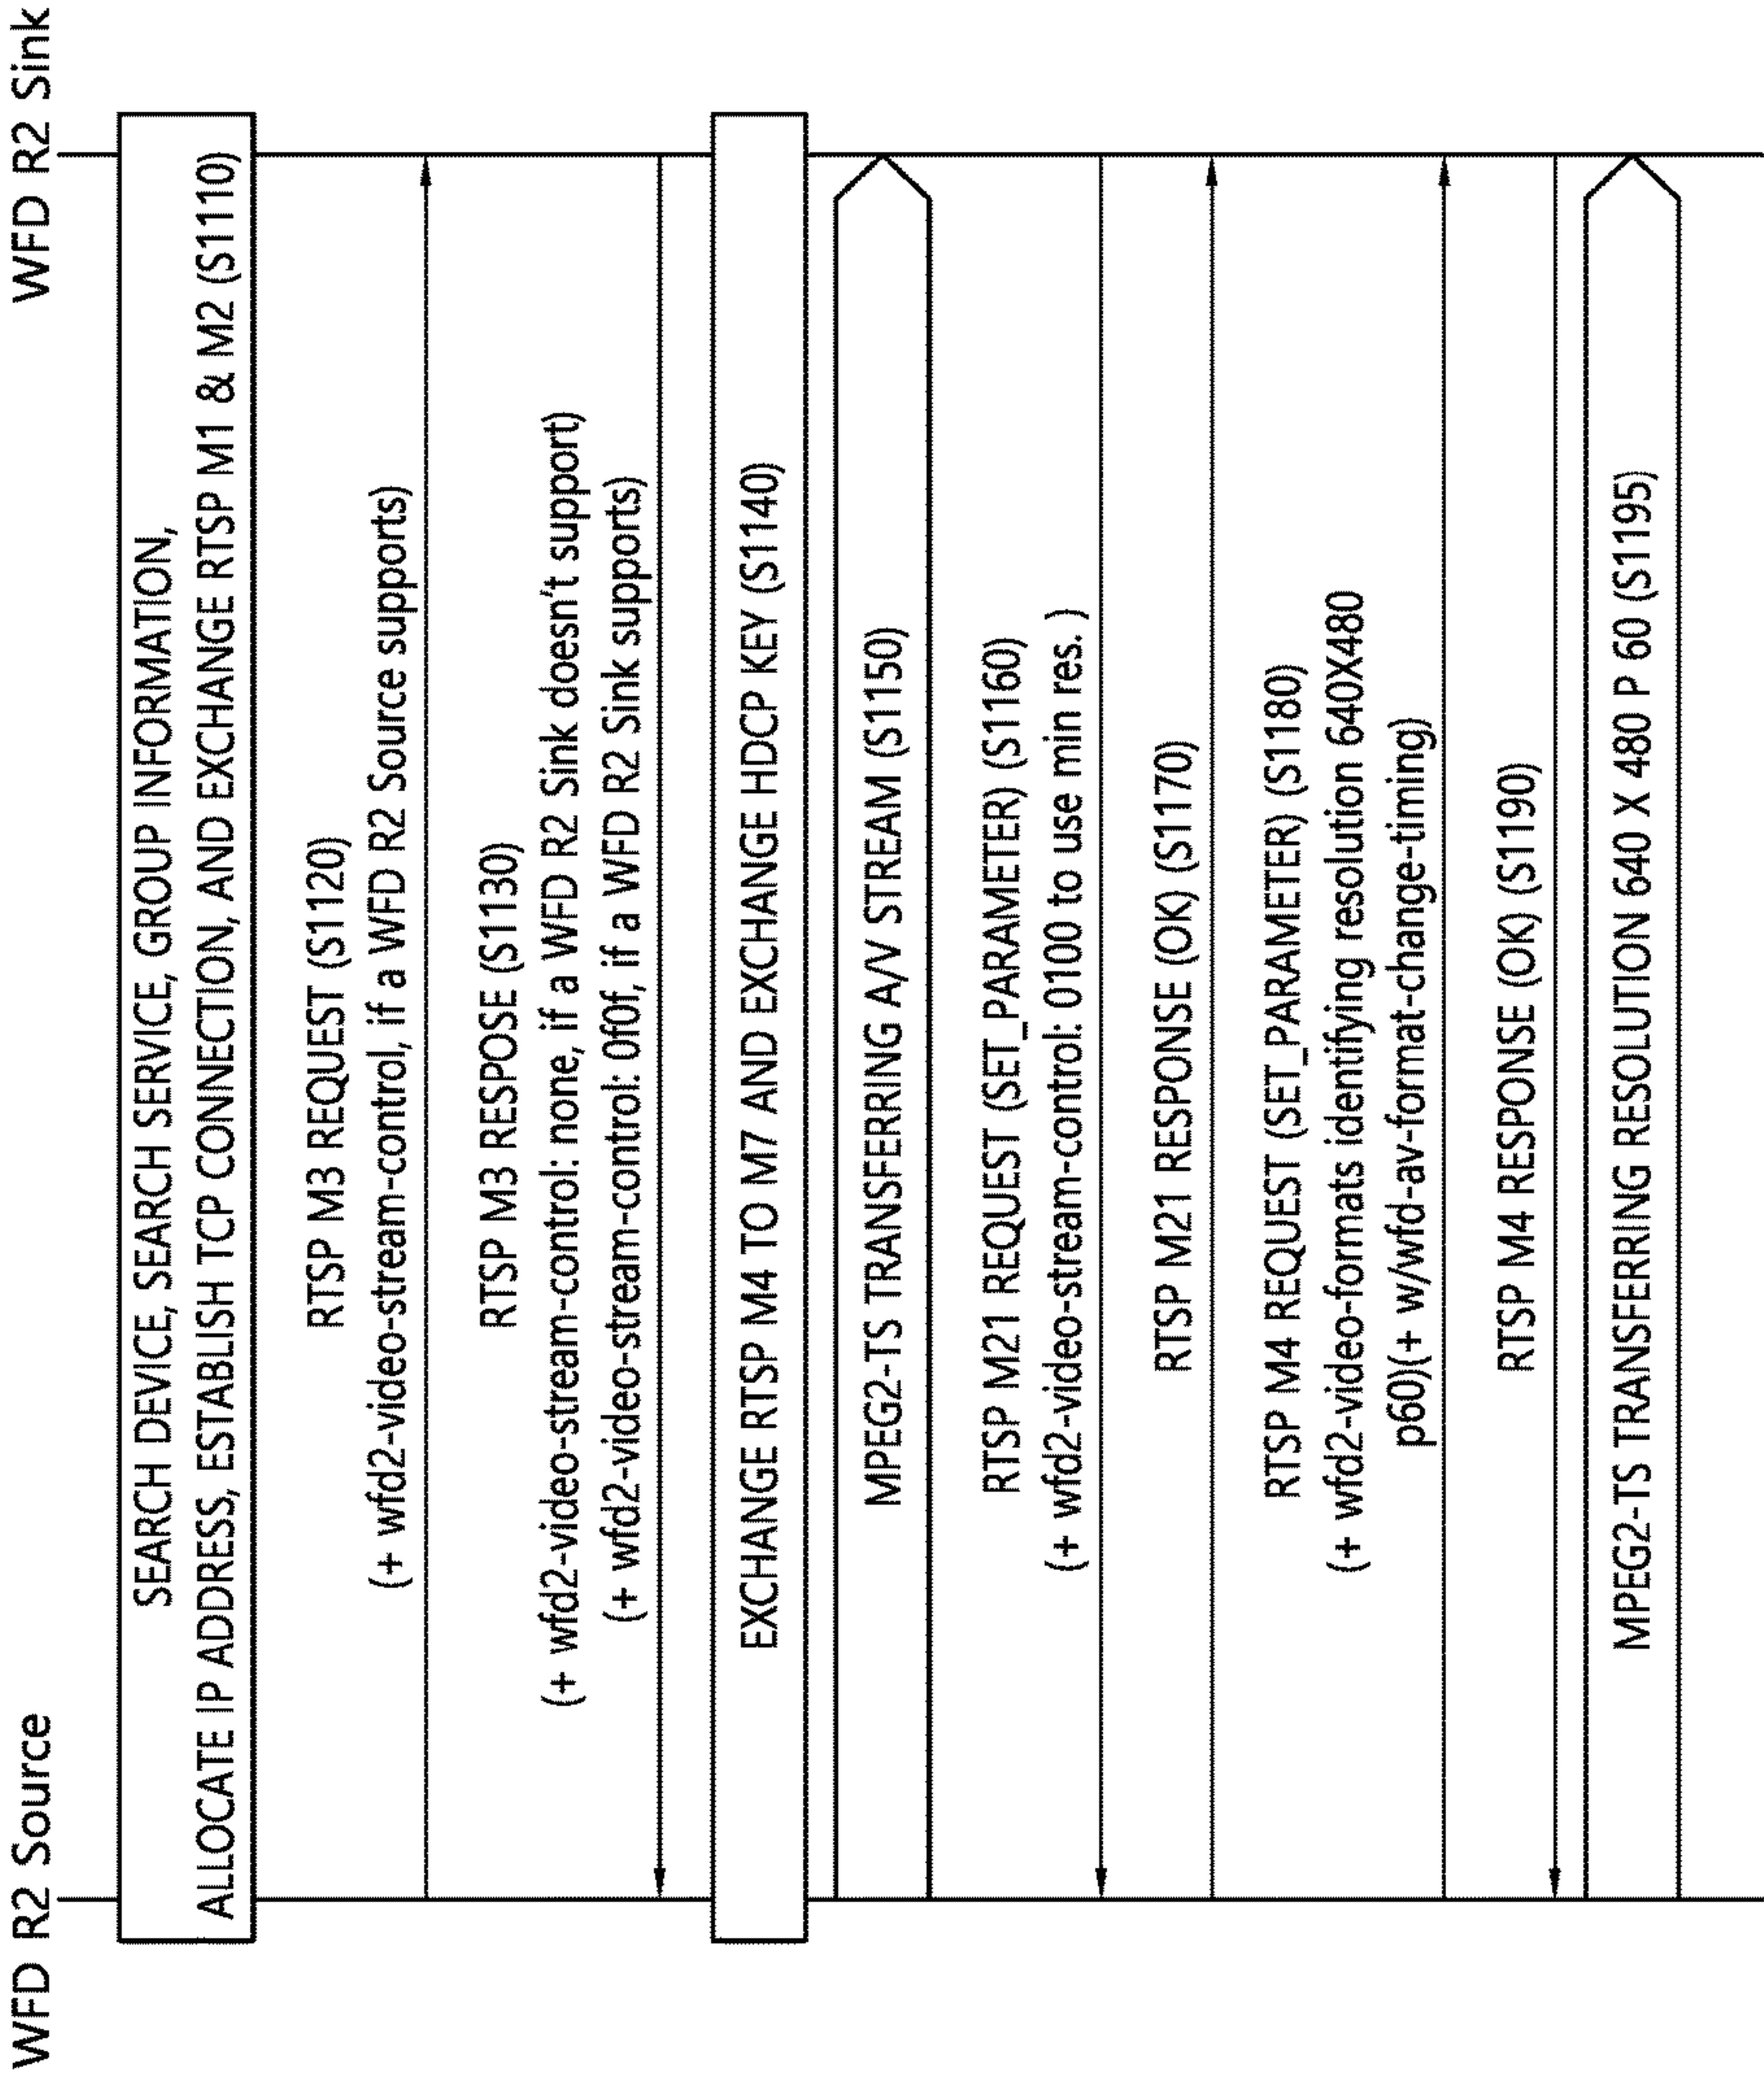 WFD R2 Source
WFD R2 Sink
SEARCH DEVICE, SEARCH SERVICE, GROUP INFORMATION,
ALLOCATE IP ADDRESS, ESTABLISH TCP CONNECTION, AND EXCHANGE RTSP M1 & M2 (S1110)
RTSP M3 REQUEST (S1120)
(+ wfd2-video-stream-control, if a WFD R2 Source supports)
RTSP M3 RESPOSE (S1130)
(+ wfd2-video-stream-control: none, if a WFD R2 Sink doesn't support)
(+ wfd2-video-stream-control: 0f0f, if a WFD R2 Sink supports)
EXCHANGE RTSP M4 TO M7 AND EXCHANGE HDCP KEY (S1140)
MPEG2-TS TRANSFERRING A/V STREAM (S1150)
RTSP M21 REQUEST (SET_PARAMETER) (S1160)
(+ wfd2-video-stream-control: 0100 to use min res. )
RTSP M21 RESPONSE (OK) (S1170)
RTSP M4 REQUEST (SET_PARAMETER) (S1180)
(+ wfd2-video-formats identifying resolution 640X480
p60)(+ w/wfd-av-format-change-timing)
RTSP M4 RESPONSE (OK) (S1190)
MPEG2-TS TRANSFERRING RESOLUTION 640 X 480 P 60 (S1195)